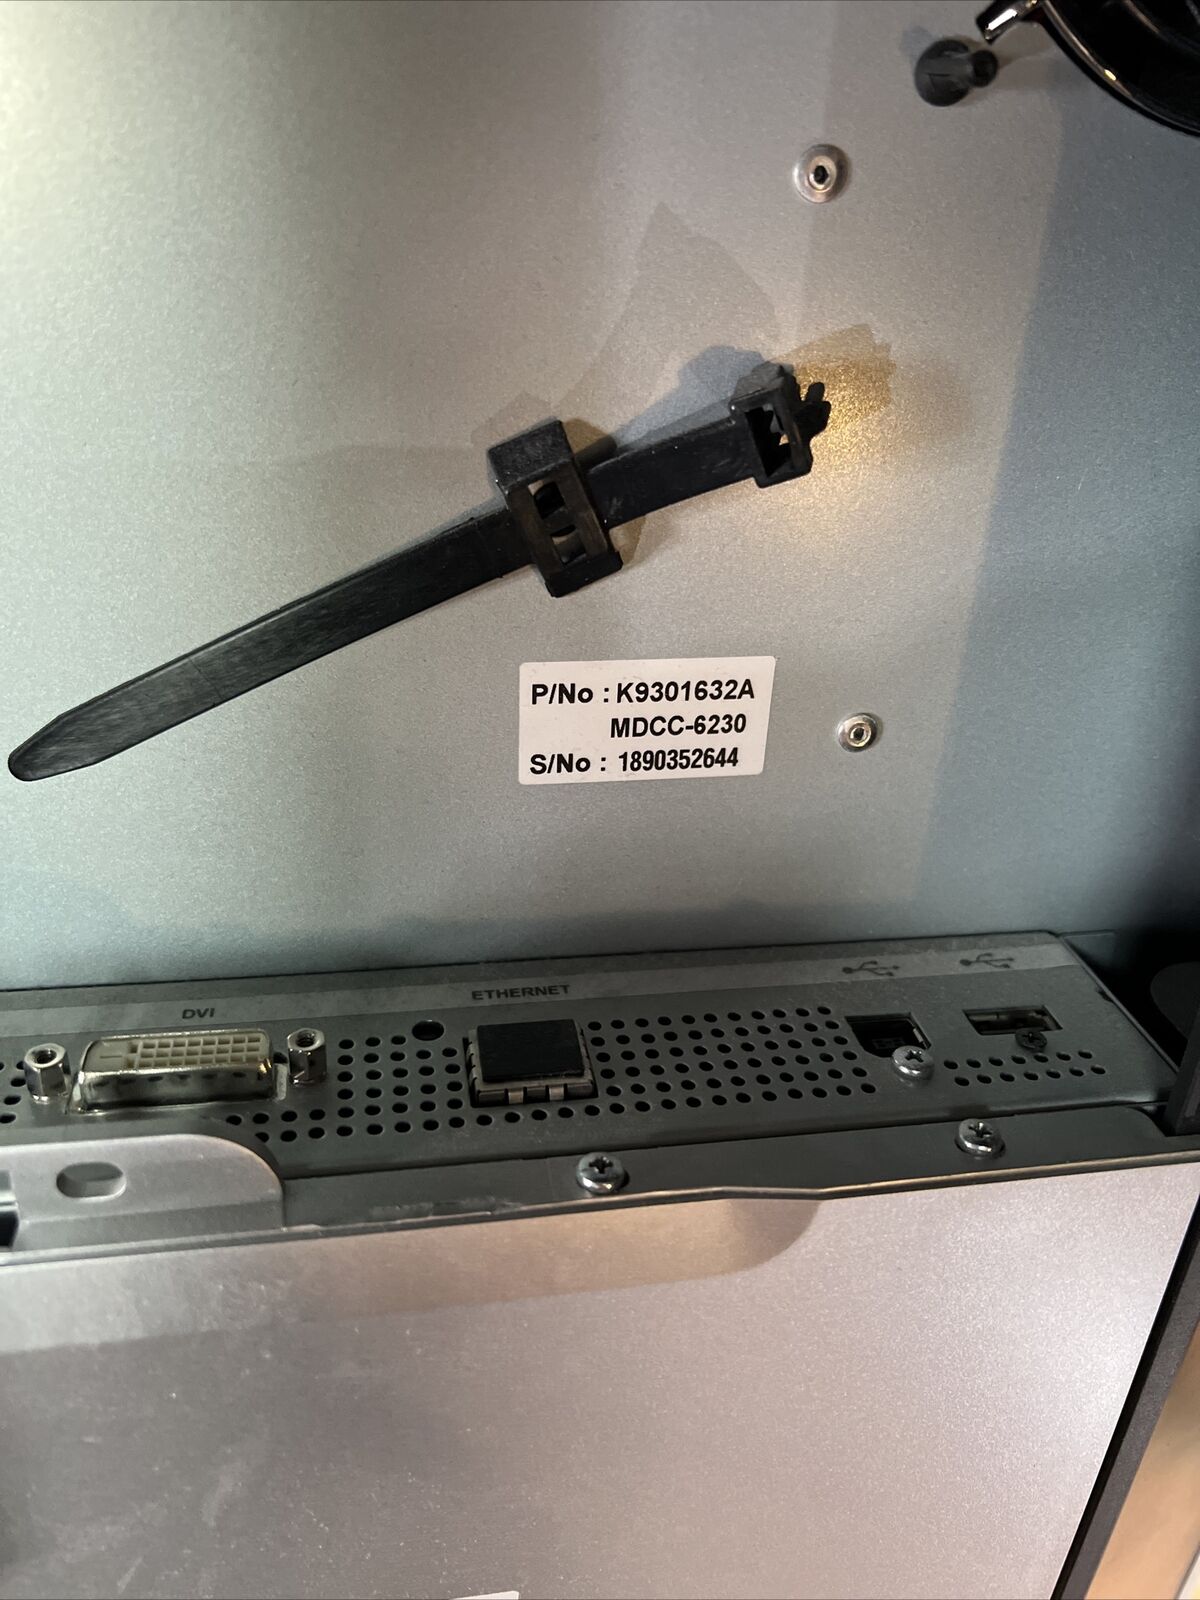 P/No : K9301632A
MDCC-6230
S/No : 1890352644
DVI
ETHERNET